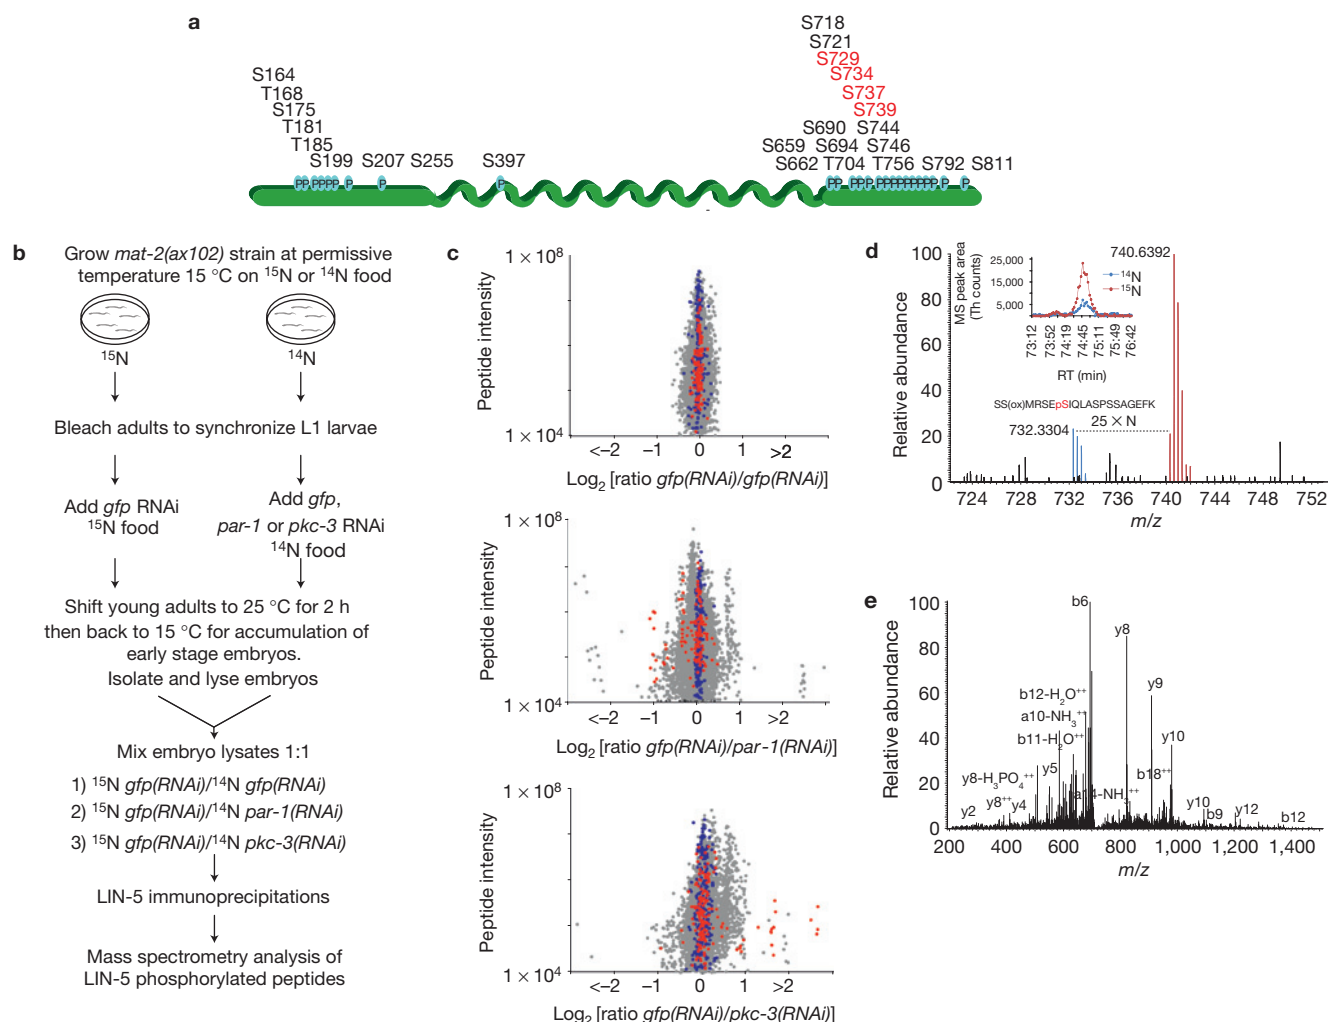 a
S718
S721
S729
S734
S737
S739
S164
T168
S175
T181
T185
S199 S207 S255 S397
S690 S744
S659 S694 S746
S662 T704 T756 S792 S811
PP PPPP P P P PP PPP PPPPPPPPP P P
b
Grow mat-2(ax102) strain at permissive
temperature 15 °C on ¹⁵N or ¹⁴N food
¹⁵N ¹⁴N
Bleach adults to synchronize L1 larvae
Add gfp RNAi
¹⁵N food
Add gfp,
par-1 or pkc-3 RNAi
¹⁴N food
Shift young adults to 25 °C for 2 h
then back to 15 °C for accumulation of
early stage embryos.
Isolate and lyse embryos
Mix embryo lysates 1:1
1) ¹⁵N gfp(RNAi)/¹⁴N gfp(RNAi)
2) ¹⁵N gfp(RNAi)/¹⁴N par-1(RNAi)
3) ¹⁵N gfp(RNAi)/¹⁴N pkc-3(RNAi)
LIN-5 immunoprecipitations
Mass spectrometry analysis of
LIN-5 phosphorylated peptides
c
1 × 10⁸
Peptide intensity
1 × 10⁴
<–2 –1 0 1 >2
Log₂ [ratio gfp(RNAi)/gfp(RNAi)]
1 × 10⁸
Peptide intensity
1 × 10⁴
<–2 –1 0 1 >2
Log₂ [ratio gfp(RNAi)/par-1(RNAi)]
1 × 10⁸
Peptide intensity
1 × 10⁴
<–2 –1 0 1 >2
Log₂ [ratio gfp(RNAi)/pkc-3(RNAi)]
d
Relative abundance
100
80
60
40
20
0
740.6392
MS peak area
(Th counts)
25,000
15,000
5,000
¹⁴N
¹⁵N
73:12
73:52
74:19
74:45
75:11
75:49
76:42
RT (min)
SS(ox)MRSEpSIQLASPSSAGEFK
25 × N
732.3304
724 728 732 736 740 744 748 752
m/z
e
Relative abundance
100
80
60
40
20
0
b6
y8
y9
b12-H₂O⁺⁺
a10-NH₃⁺⁺
b11-H₂O⁺⁺
y10
y8-H₃PO₄⁺⁺
y5
b18⁺⁺
a14-NH₃⁺⁺
y8⁺⁺
y4
y2
y10
b9
y12
b12
200 400 600 800 1,000 1,200 1,400
m/z